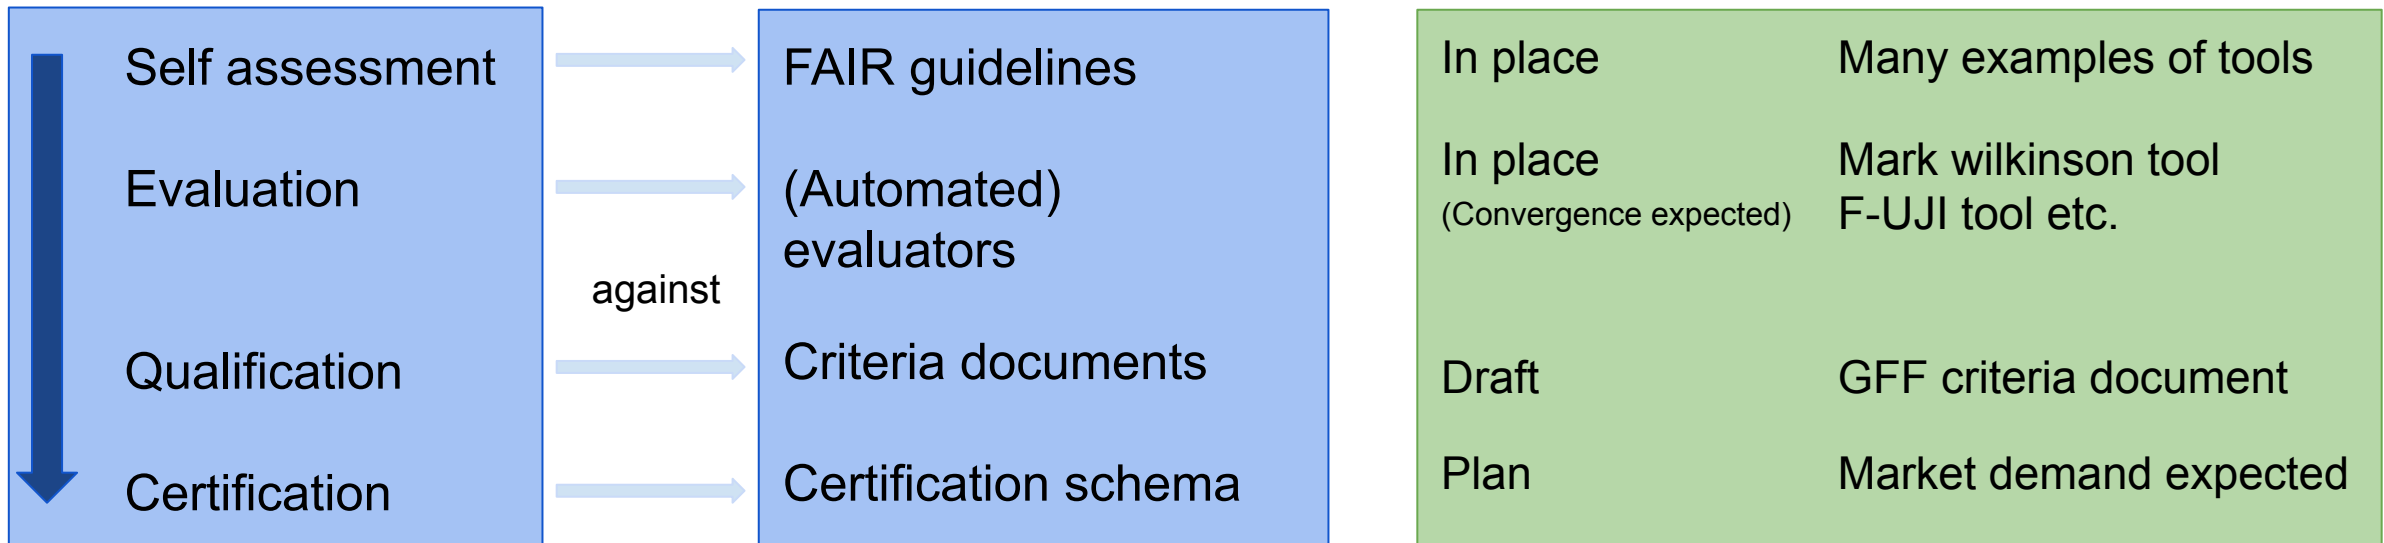 Self assessment
Evaluation
Qualification
Certification
against
FAIR guidelines
(Automated)
evaluators
Criteria documents
Certification schema
In place
Many examples of tools
In place
(Convergence expected)
Mark wilkinson tool
F-UJI tool etc.
Draft
GFF criteria document
Plan
Market demand expected